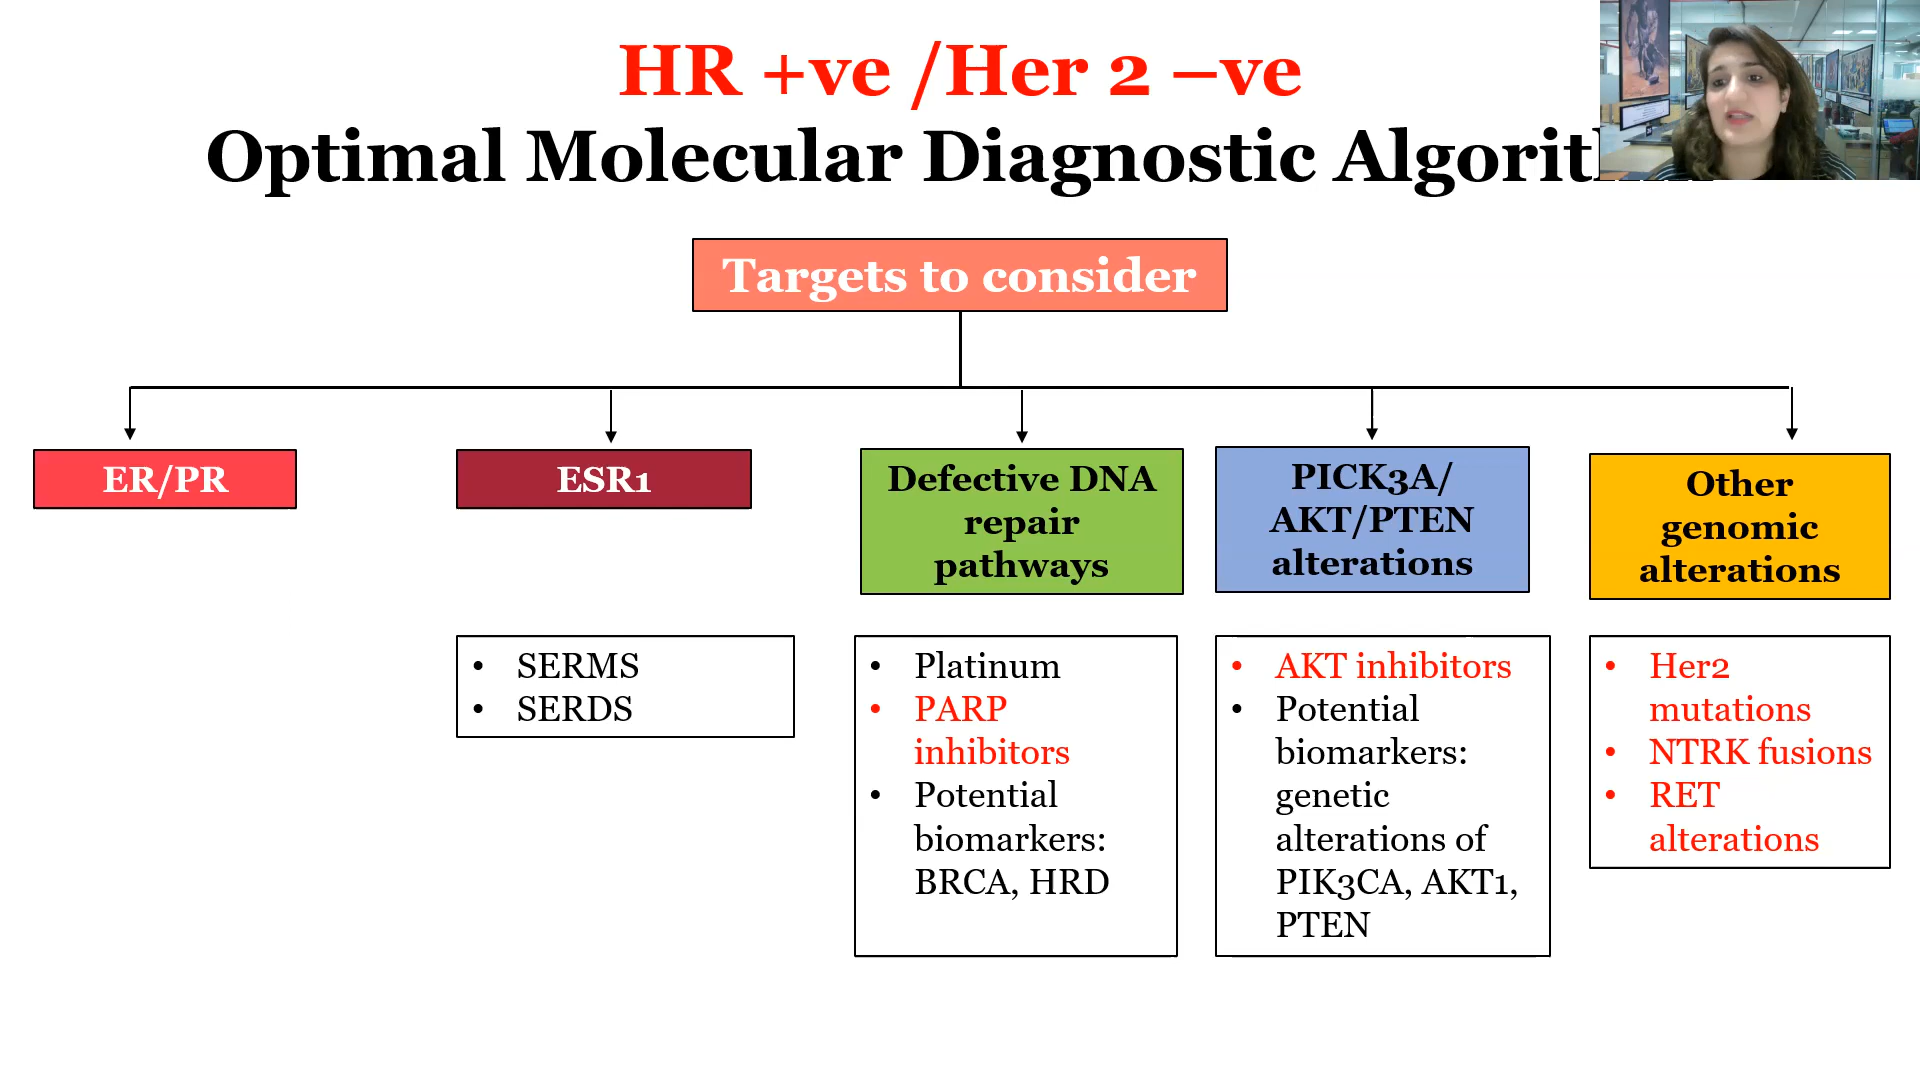 HR +ve /Her 2 –ve
Optimal Molecular Diagnostic
Targets to consider
ER/PR
ESR1
Defective DNA
repair
pathways
PICK3A/
AKT/PTEN
alterations
Other
genomic
alterations
• SERMS
• SERDS
• Platinum
• PARP
inhibitors
• Potential
biomarkers:
BRCA, HRD
• AKT inhibitors
• Potential
biomarkers:
genetic
alterations of
PIK3CA, AKT1,
PTEN
• Her2
mutations
• NTRK fusions
• RET
alterations